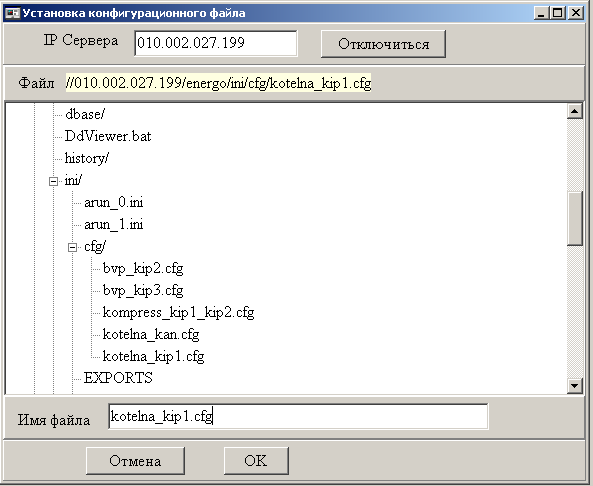 Установка конфигурационного файла
IP Сервера 010.002.027.199 Отключиться
Файл //010.002.027.199/energo/ini/cfg/kotelna_kip1.cfg
dbase/
DdViewer.bat
history/
ini/
arun_0.ini
arun_1.ini
cfg/
bvp_kip2.cfg
bvp_kip3.cfg
kompress_kip1_kip2.cfg
kotelna_kan.cfg
kotelna_kip1.cfg
EXPORTS
Имя файла kotelna_kip1.cfg
Отмена OK